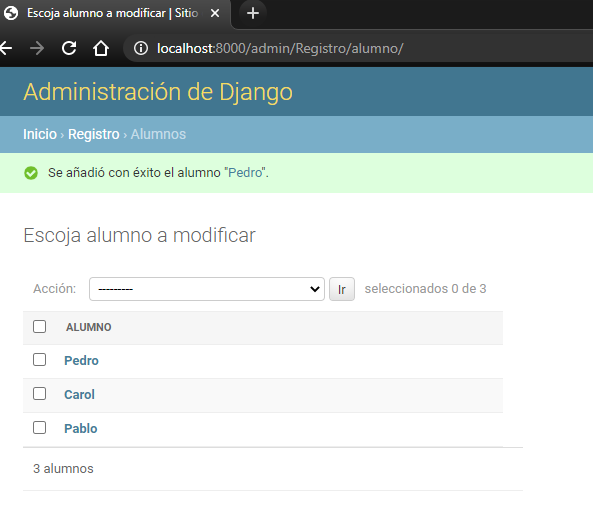 Escoja alumno a modificar | Sitio
localhost:8000/admin/Registro/alumno/
Administración de Django
Inicio › Registro › Alumnos
Se añadió con éxito el alumno "Pedro".
Escoja alumno a modificar
Acción: --------- Ir seleccionados 0 de 3
ALUMNO
Pedro
Carol
Pablo
3 alumnos